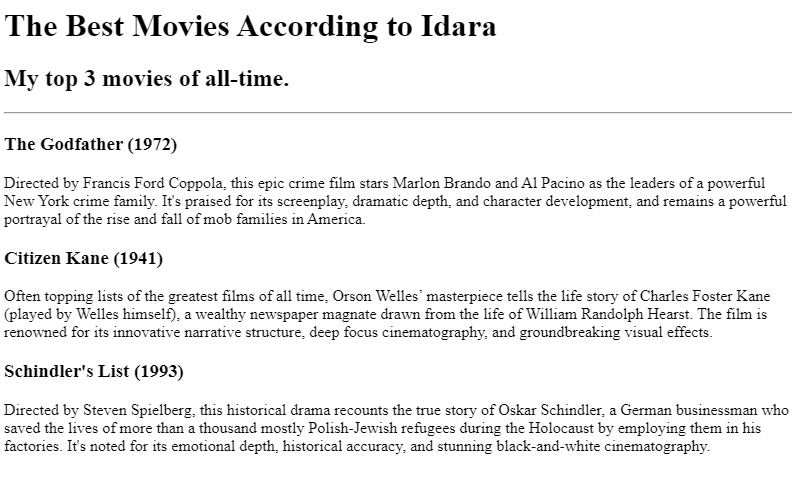 The Best Movies According to Idara
My top 3 movies of all-time.
The Godfather (1972)
Directed by Francis Ford Coppola, this epic crime film stars Marlon Brando and Al Pacino as the leaders of a powerful
New York crime family. It's praised for its screenplay, dramatic depth, and character development, and remains a powerful
portrayal of the rise and fall of mob families in America.
Citizen Kane (1941)
Often topping lists of the greatest films of all time, Orson Welles’ masterpiece tells the life story of Charles Foster Kane
(played by Welles himself), a wealthy newspaper magnate drawn from the life of William Randolph Hearst. The film is
renowned for its innovative narrative structure, deep focus cinematography, and groundbreaking visual effects.
Schindler's List (1993)
Directed by Steven Spielberg, this historical drama recounts the true story of Oskar Schindler, a German businessman who
saved the lives of more than a thousand mostly Polish-Jewish refugees during the Holocaust by employing them in his
factories. It's noted for its emotional depth, historical accuracy, and stunning black-and-white cinematography.